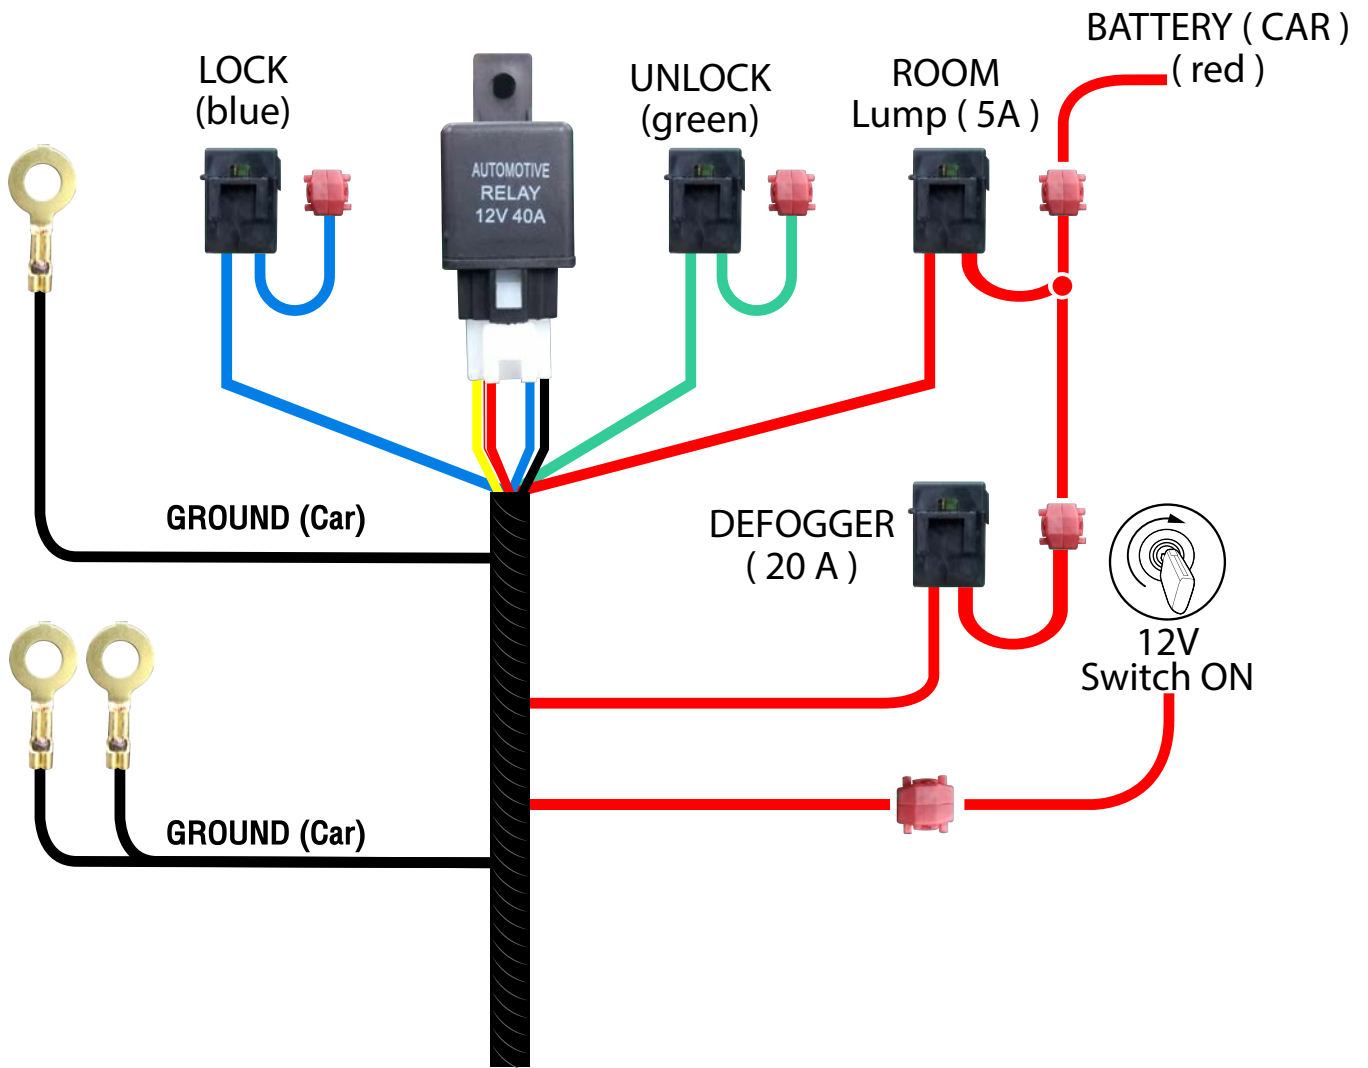 BATTERY ( CAR )
( red )
LOCK
(blue)
UNLOCK
(green)
ROOM
Lump ( 5A )
AUTOMOTIVE
RELAY
12V 40A
GROUND (Car)
DEFOGGER
( 20 A )
12V
Switch ON
GROUND (Car)